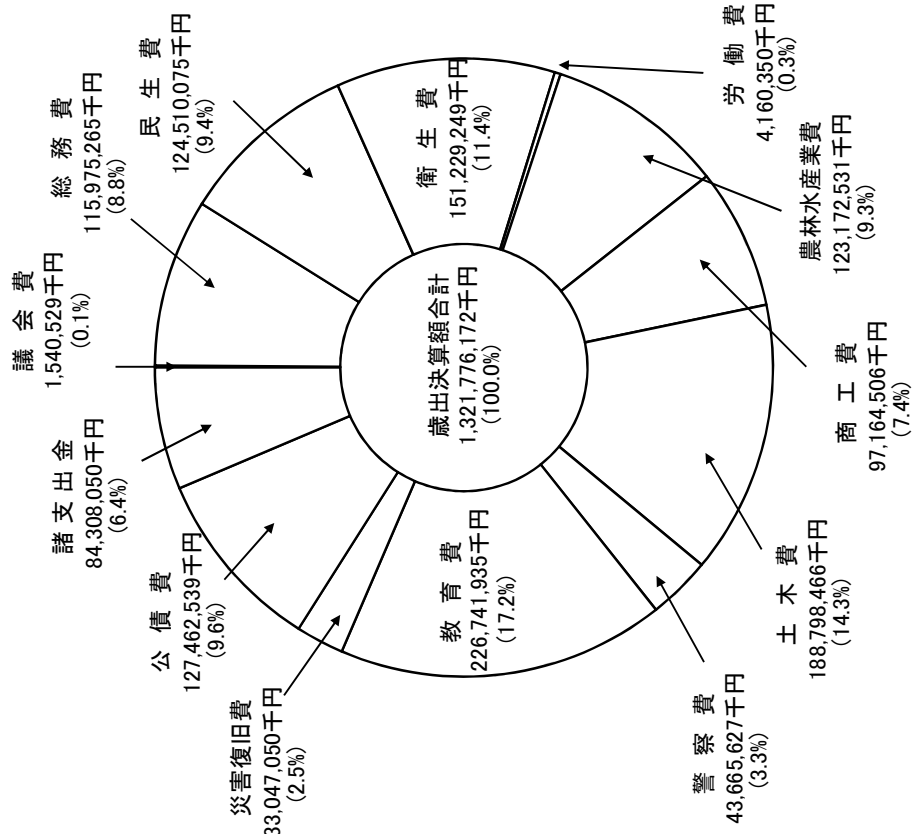 歳出決算額合計
1,321,776,172千円
(100.0%)
議会費
1,540,529千円
(0.1%)
総務費
115,975,265千円
(8.8%)
民生費
124,510,075千円
(9.4%)
衛生費
151,229,249千円
(11.4%)
労働費
4,160,350千円
(0.3%)
農林水産業費
123,172,531千円
(9.3%)
商工費
97,164,506千円
(7.4%)
土木費
188,798,466千円
(14.3%)
警察費
43,665,627千円
(3.3%)
教育費
226,741,935千円
(17.2%)
災害復旧費
33,047,050千円
(2.5%)
公債費
127,462,539千円
(9.6%)
諸支出金
84,308,050千円
(6.4%)